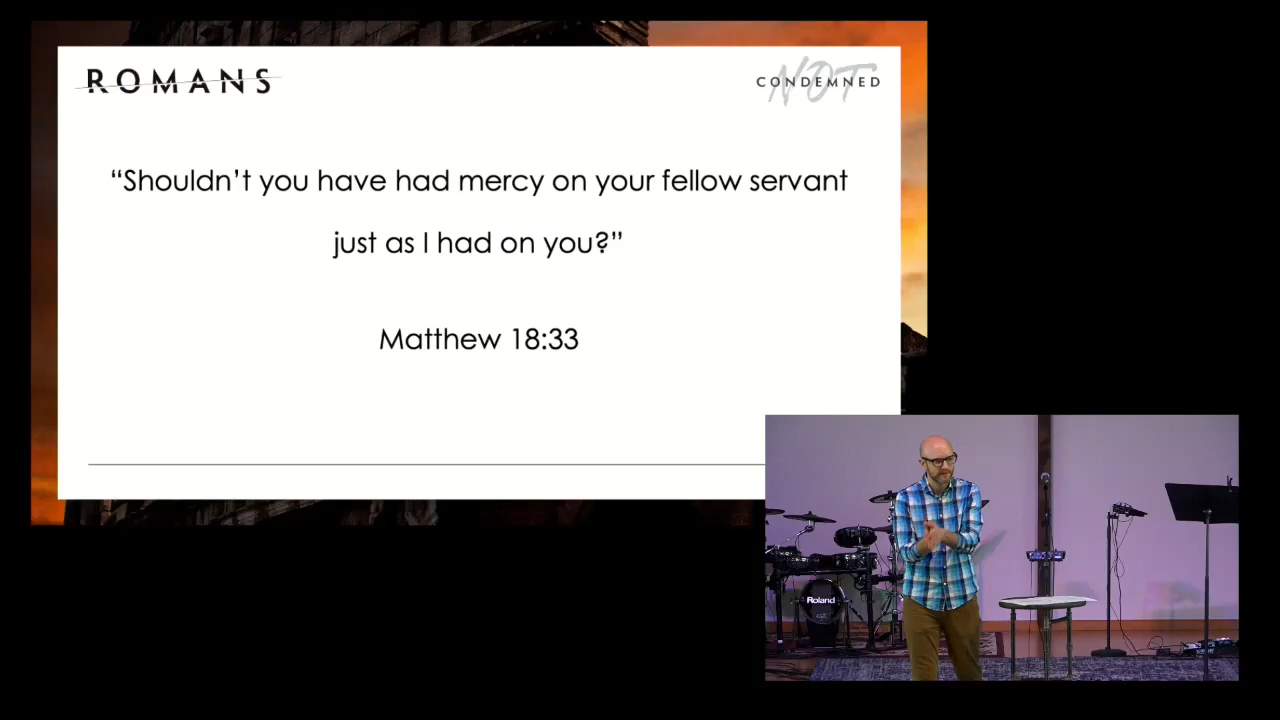 ROMANS
NOT
CONDEMNED
“Shouldn’t you have had mercy on your fellow servant
just as I had on you?”
Matthew 18:33
Roland